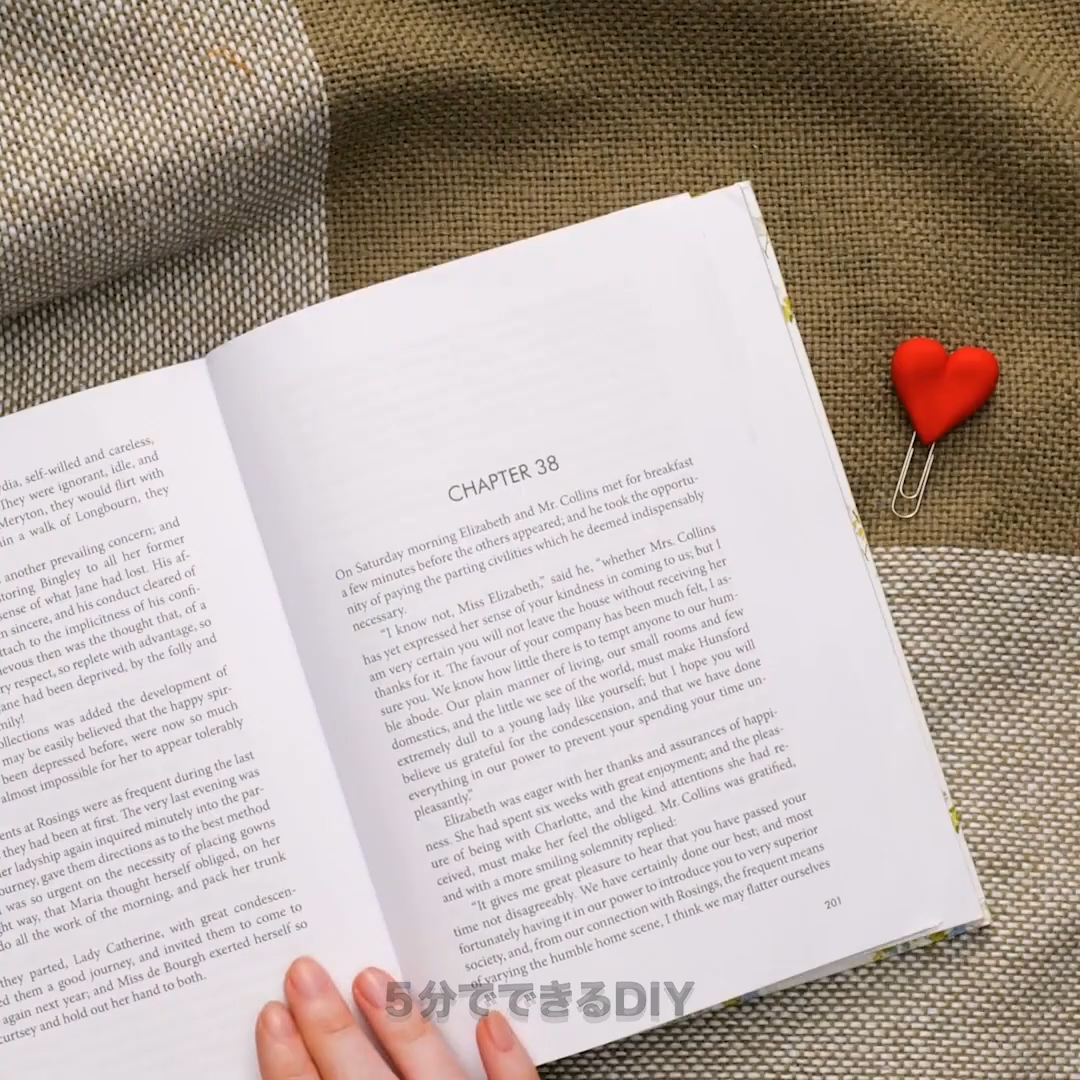 dia, self-willed and careless,
They were ignorant, idle, and
Meryton, they would flirt with
in a walk of Longbourn, they
another prevailing concern; and
toring Bingley to all her former
ense of what Jane had lost. His af-
n sincere, and his conduct cleared of
ttach to the implicitness of his confi-
ievous then was the thought that, of a
ry respect, so replete with advantage, so
ane had been deprived, by the folly and
mily!
ollections was added the development of
may be easily believed that the happy spir-
been depressed before, were now so much
almost impossible for her to appear tolerably
ents at Rosings were as frequent during the last
they had been at first. The very last evening was
her ladyship again inquired minutely into the par-
ourney, gave them directions as to the best method
was so urgent on the necessity of placing gowns
ht way, that Maria thought herself obliged, on her
do all the work of the morning, and pack her trunk
they parted, Lady Catherine, with great condescen-
ed them a good journey, and invited them to come to
again next year; and Miss de Bourgh exerted herself so
curtsey and hold out her hand to both.
CHAPTER 38
On Saturday morning Elizabeth and Mr. Collins met for breakfast
a few minutes before the others appeared; and he took the opportu-
nity of paying the parting civilities which he deemed indispensably
necessary.
“I know not, Miss Elizabeth,” said he, “whether Mrs. Collins
has yet expressed her sense of your kindness in coming to us; but I
am very certain you will not leave the house without receiving her
thanks for it. The favour of your company has been much felt, I as-
sure you. We know how little there is to tempt anyone to our hum-
ble abode. Our plain manner of living, our small rooms and few
domestics, and the little we see of the world, must make Hunsford
extremely dull to a young lady like yourself; but I hope you will
believe us grateful for the condescension, and that we have done
everything in our power to prevent your spending your time un-
pleasantly.”
Elizabeth was eager with her thanks and assurances of happi-
ness. She had spent six weeks with great enjoyment; and the pleas-
ure of being with Charlotte, and the kind attentions she had re-
ceived, must make her feel the obliged. Mr. Collins was gratified,
and with a more smiling solemnity replied:
“It gives me great pleasure to hear that you have passed your
time not disagreeably. We have certainly done our best; and most
fortunately having it in our power to introduce you to very superior
society, and, from our connection with Rosings, the frequent means
of varying the humble home scene, I think we may flatter ourselves
201
5分でできるDIY